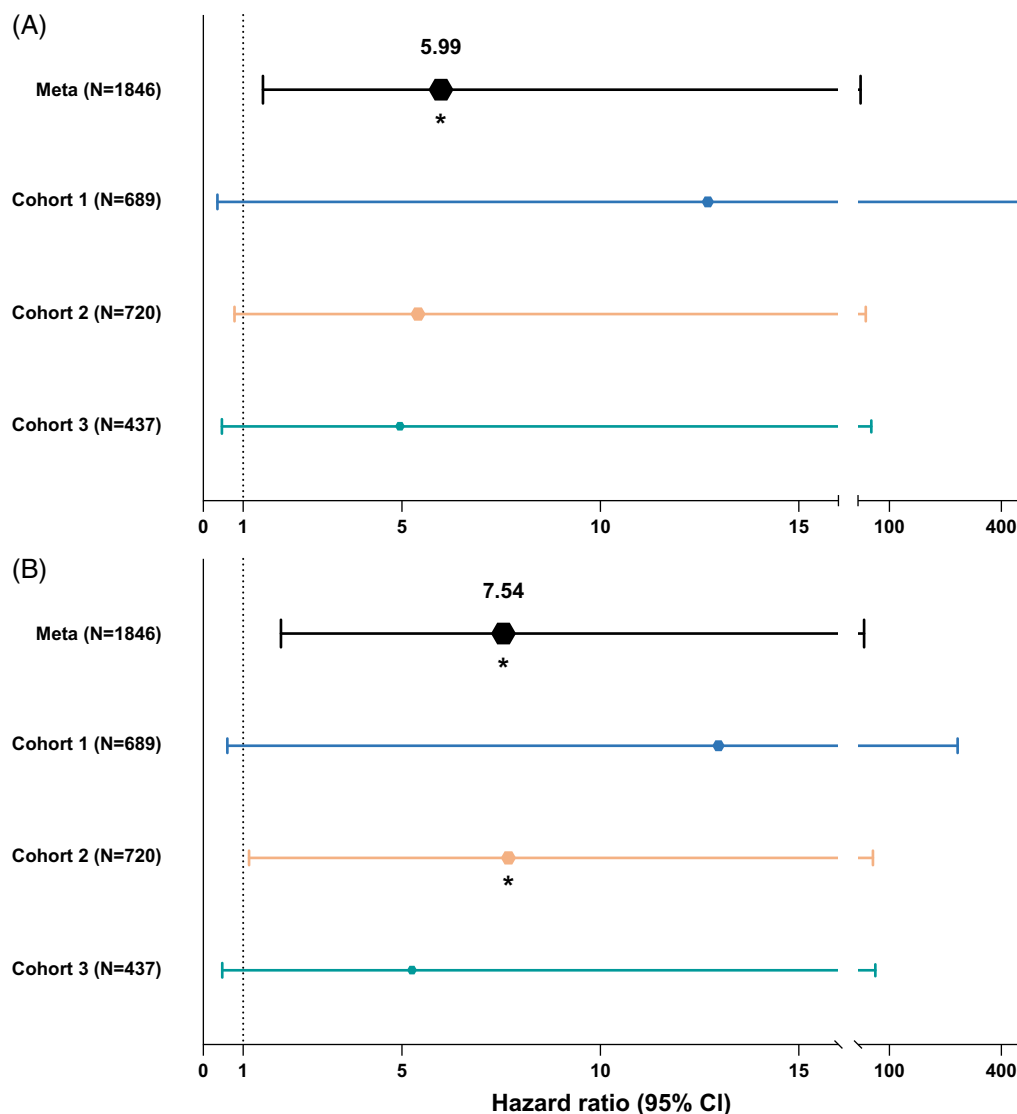 (A)
5.99
Meta (N=1846)
*
Cohort 1 (N=689)
Cohort 2 (N=720)
Cohort 3 (N=437)
0 1 5 10 15 100 400
(B)
7.54
Meta (N=1846)
*
Cohort 1 (N=689)
Cohort 2 (N=720)
*
Cohort 3 (N=437)
0 1 5 10 15 100 400
Hazard ratio (95% CI)